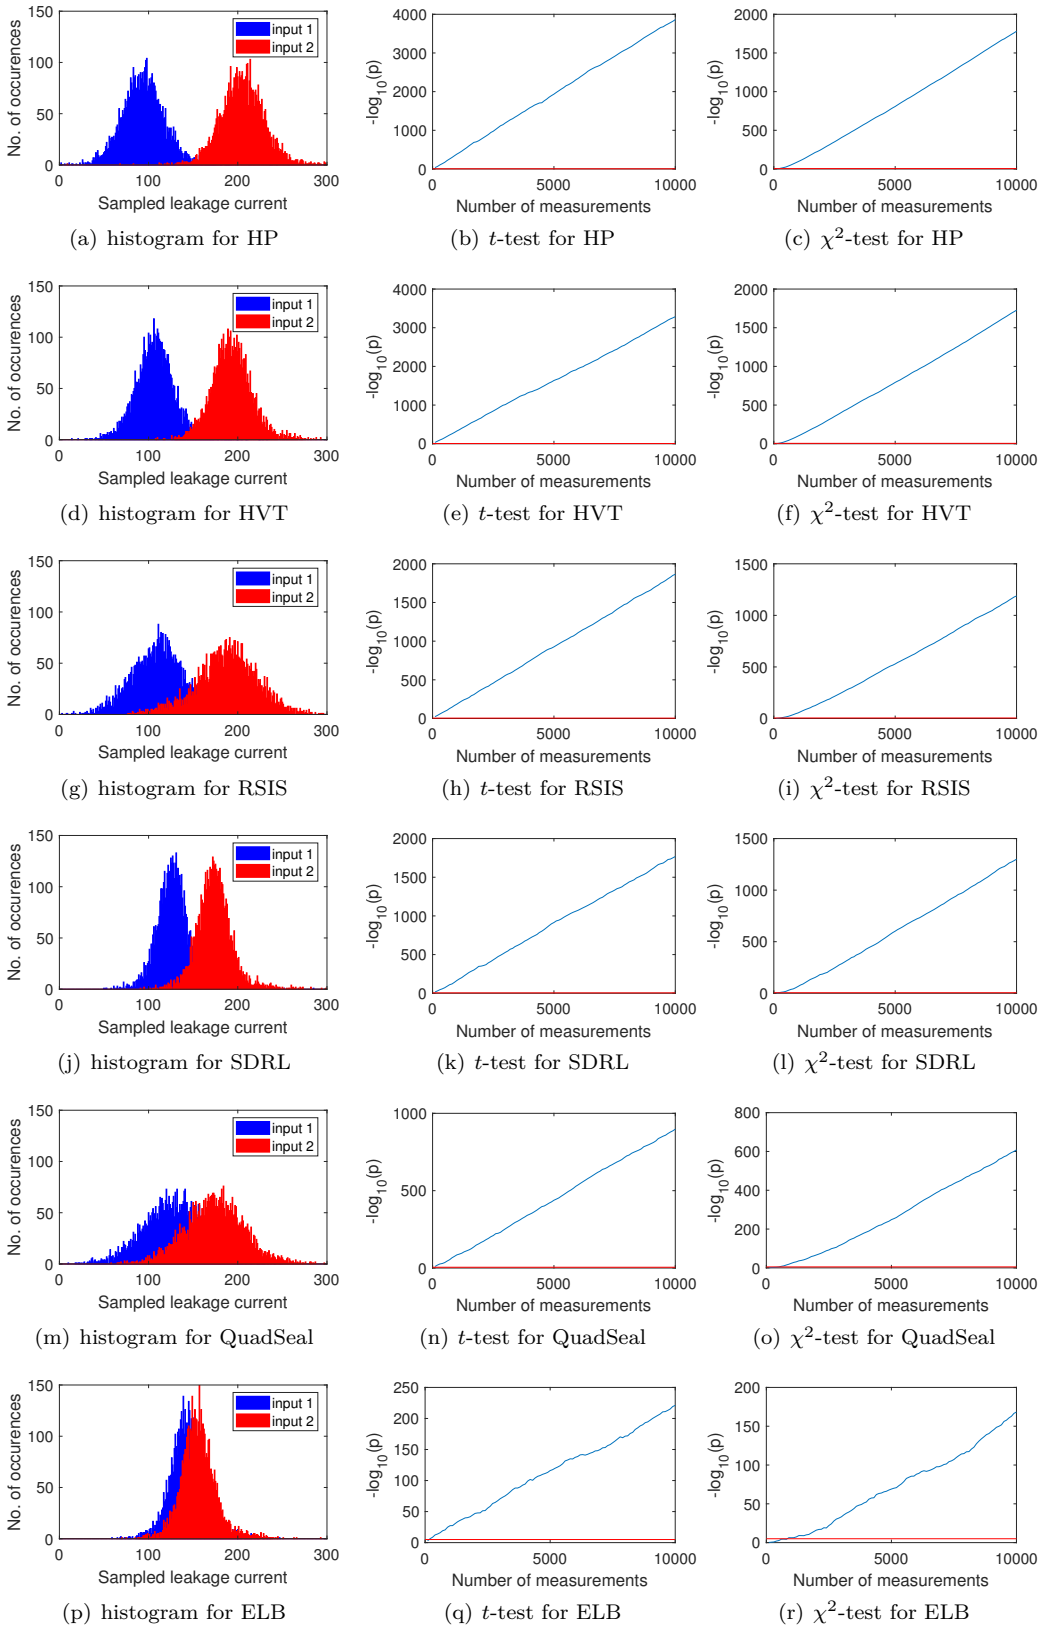 150
100
50
0
No. of occurences
input 1
input 2
0 100 200 300
Sampled leakage current
(a) histogram for HP
4000
3000
2000
1000
0
-log10(p)
0 5000 10000
Number of measurements
(b) t-test for HP
2000
1500
1000
500
0
-log10(p)
0 5000 10000
Number of measurements
(c) χ²-test for HP
150
100
50
0
No. of occurences
input 1
input 2
0 100 200 300
Sampled leakage current
(d) histogram for HVT
4000
3000
2000
1000
0
-log10(p)
0 5000 10000
Number of measurements
(e) t-test for HVT
2000
1500
1000
500
0
-log10(p)
0 5000 10000
Number of measurements
(f) χ²-test for HVT
150
100
50
0
No. of occurences
input 1
input 2
0 100 200 300
Sampled leakage current
(g) histogram for RSIS
2000
1500
1000
500
0
-log10(p)
0 5000 10000
Number of measurements
(h) t-test for RSIS
1500
1000
500
0
-log10(p)
0 5000 10000
Number of measurements
(i) χ²-test for RSIS
150
100
50
0
No. of occurences
input 1
input 2
0 100 200 300
Sampled leakage current
(j) histogram for SDRL
2000
1500
1000
500
0
-log10(p)
0 5000 10000
Number of measurements
(k) t-test for SDRL
1500
1000
500
0
-log10(p)
0 5000 10000
Number of measurements
(l) χ²-test for SDRL
150
100
50
0
No. of occurences
input 1
input 2
0 100 200 300
Sampled leakage current
(m) histogram for QuadSeal
1000
500
0
-log10(p)
0 5000 10000
Number of measurements
(n) t-test for QuadSeal
800
600
400
200
0
-log10(p)
0 5000 10000
Number of measurements
(o) χ²-test for QuadSeal
150
100
50
0
No. of occurences
input 1
input 2
0 100 200 300
Sampled leakage current
(p) histogram for ELB
250
200
150
100
50
0
-log10(p)
0 5000 10000
Number of measurements
(q) t-test for ELB
200
150
100
50
0
-log10(p)
0 5000 10000
Number of measurements
(r) χ²-test for ELB